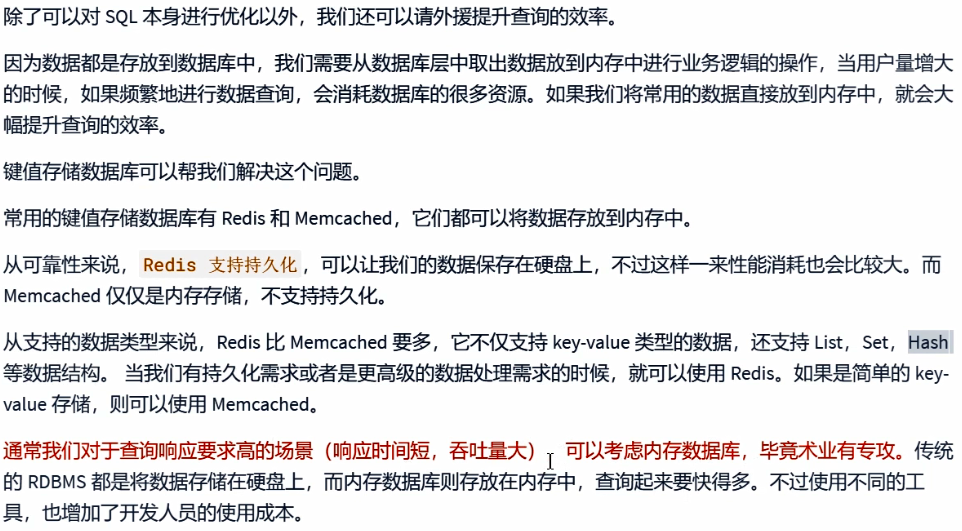 除了可以对 SQL 本身进行优化以外，我们还可以请外援提升查询的效率。
因为数据都是存放到数据库中，我们需要从数据库层中取出数据放到内存中进行业务逻辑的操作，当用户量增大
的时候，如果频繁地进行数据查询，会消耗数据库的很多资源。如果我们将常用的数据直接放到内存中，就会大
幅提升查询的效率。
键值存储数据库可以帮我们解决这个问题。
常用的键值存储数据库有 Redis 和 Memcached，它们都可以将数据存放到内存中。
从可靠性来说，Redis 支持持久化，可以让我们的数据保存在硬盘上，不过这样一来性能消耗也会比较大。而
Memcached 仅仅是内存存储，不支持持久化。
从支持的数据类型来说，Redis 比 Memcached 要多，它不仅支持 key-value 类型的数据，还支持 List，Set，Hash
等数据结构。 当我们有持久化需求或者是更高级的数据处理需求的时候，就可以使用 Redis。如果是简单的 key-
value 存储，则可以使用 Memcached。
通常我们对于查询响应要求高的场景（响应时间短，吞吐量大），可以考虑内存数据库，毕竟术业有专攻。传统
的 RDBMS 都是将数据存储在硬盘上，而内存数据库则存放在内存中，查询起来要快得多。不过使用不同的工
具，也增加了开发人员的使用成本。